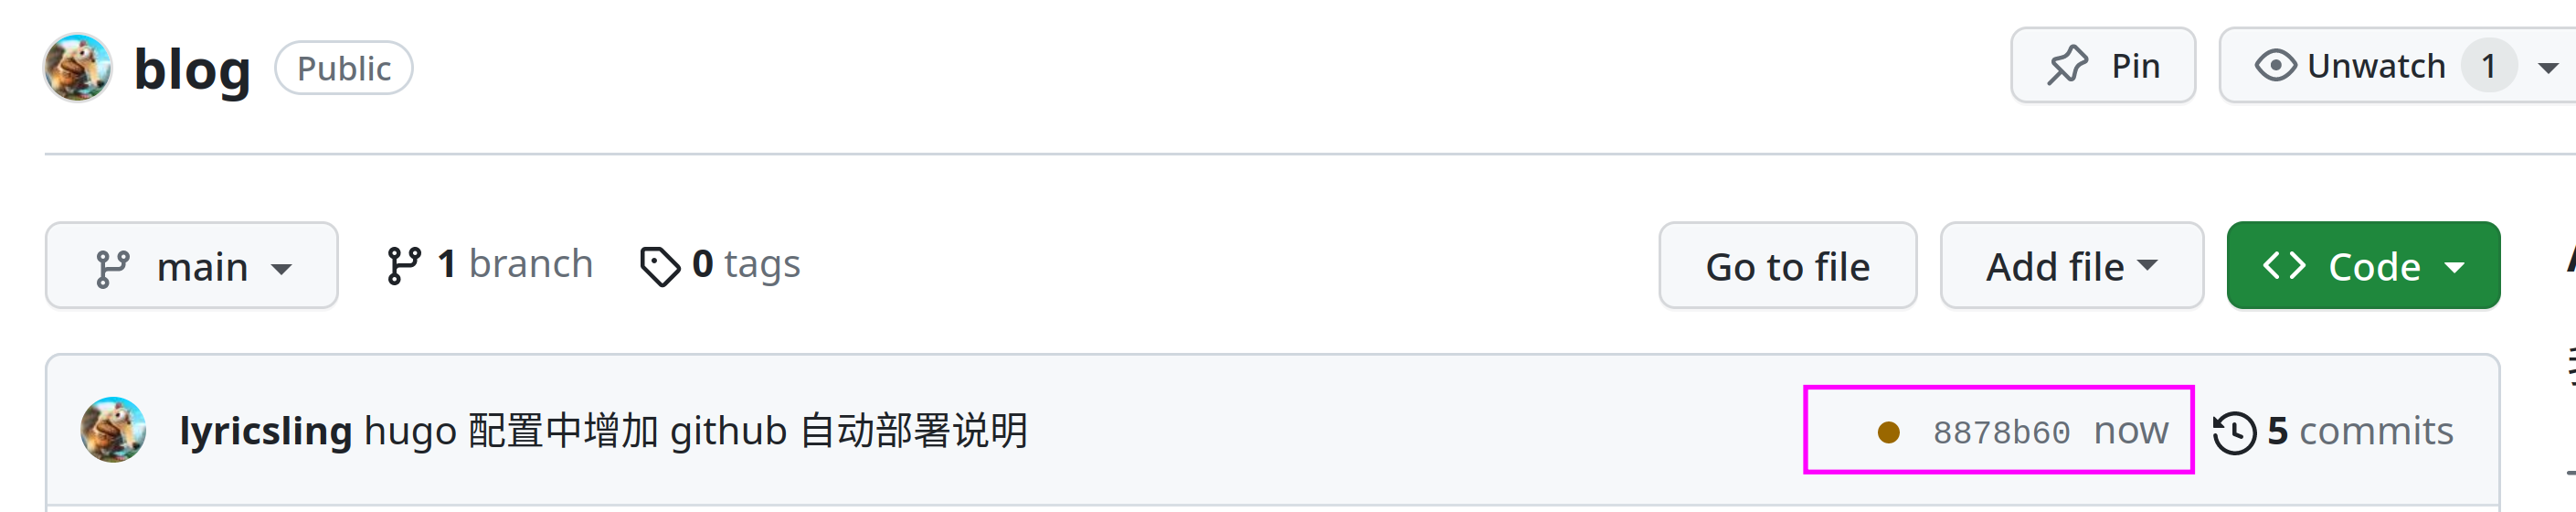 blog Public Pin Unwatch 1
main 1 branch 0 tags Go to file Add file Code
lyricsling hugo 配置中增加 github 自动部署说明 8878b60 now 5 commits